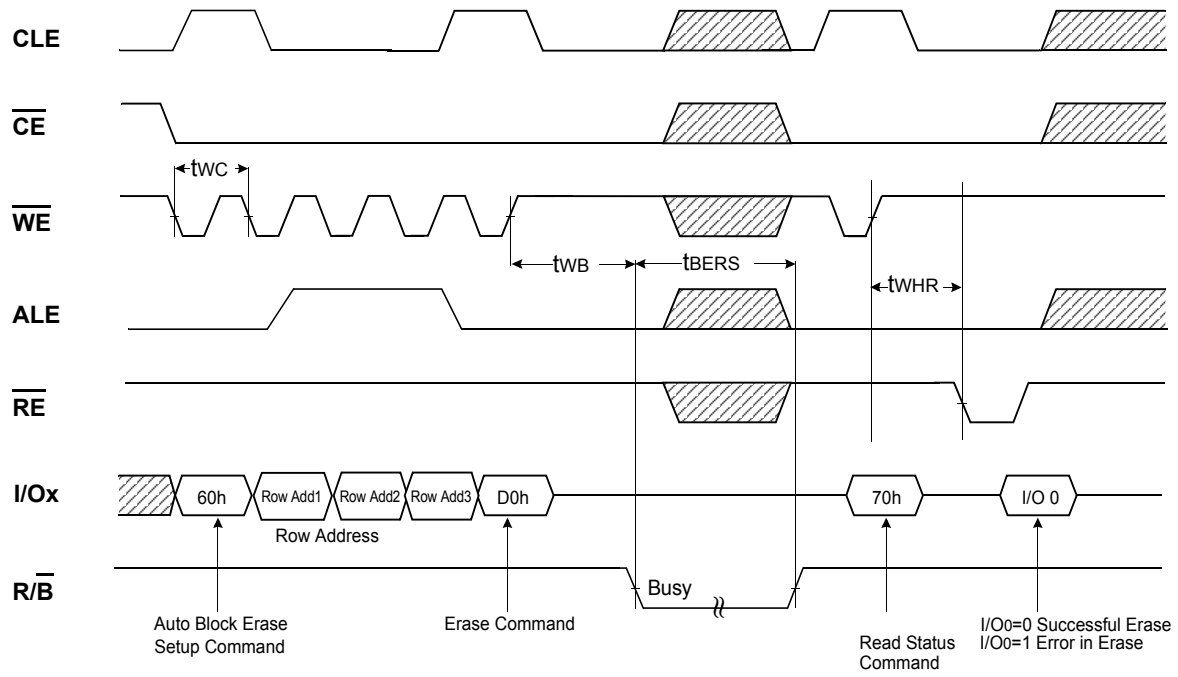 CLE
CE
tWC
WE
tWB
tBERS
tWHR
ALE
RE
I/Ox
60h
Row Add1
Row Add2
Row Add3
D0h
70h
I/O 0
Row Address
R/B
Busy
Auto Block Erase
Setup Command
Erase Command
Read Status
Command
I/O0=0 Successful Erase
I/O0=1 Error in Erase